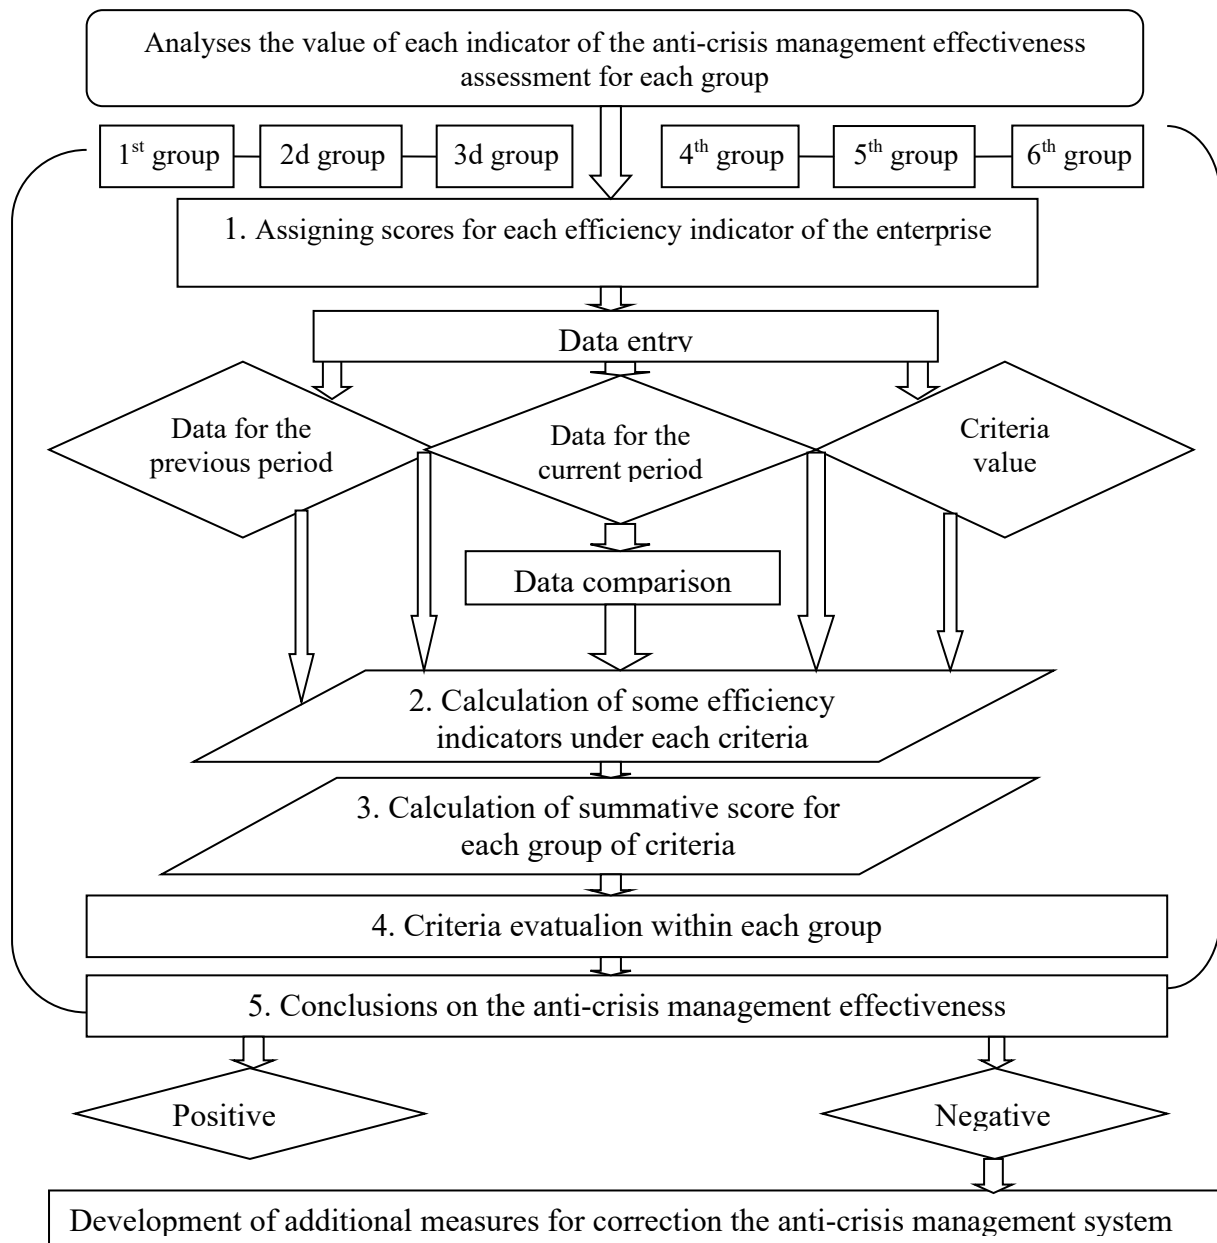 Analyses the value of each indicator of the anti-crisis management effectiveness
assessment for each group
1st group 2d group 3d group 4th group 5th group 6th group
1. Assigning scores for each efficiency indicator of the enterprise
Data entry
Data for the
previous period
Data for the
current period
Criteria
value
Data comparison
2. Calculation of some efficiency
indicators under each criteria
3. Calculation of summative score for
each group of criteria
4. Criteria evatualion within each group
5. Conclusions on the anti-crisis management effectiveness
Positive
Negative
Development of additional measures for correction the anti-crisis management system